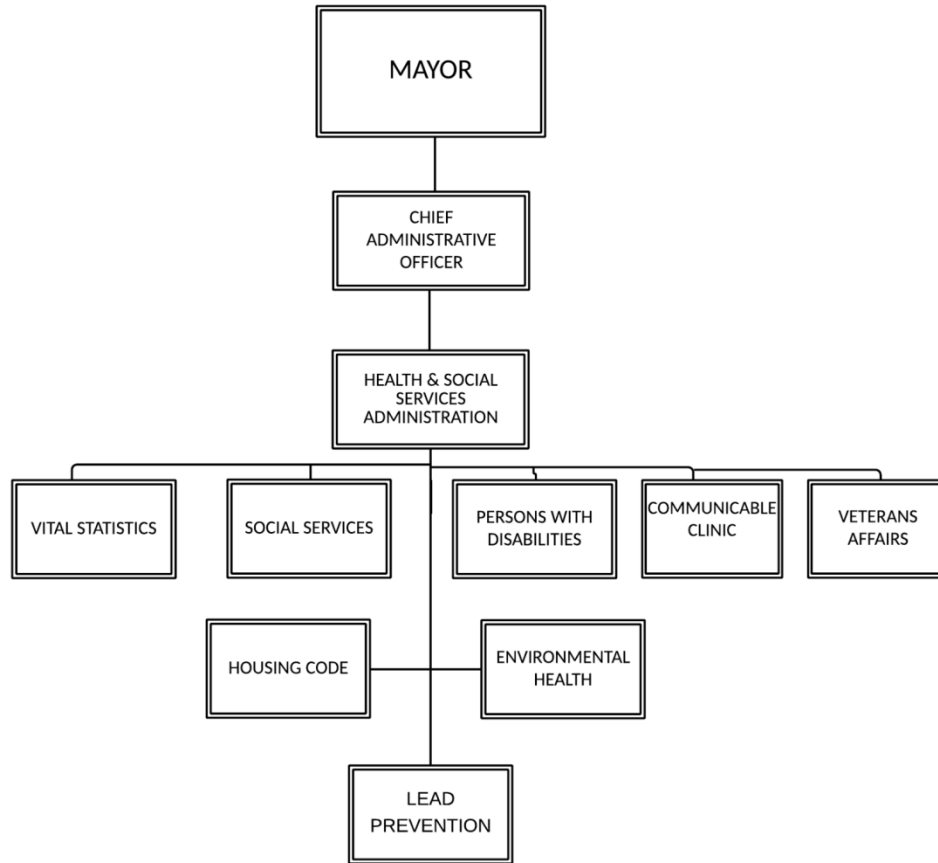 MAYOR
CHIEF
ADMINISTRATIVE
OFFICER
HEALTH & SOCIAL
SERVICES
ADMINISTRATION
VITAL STATISTICS
SOCIAL SERVICES
PERSONS WITH
DISABILITIES
COMMUNICABLE
CLINIC
VETERANS
AFFAIRS
HOUSING CODE
ENVIRONMENTAL
HEALTH
LEAD
PREVENTION